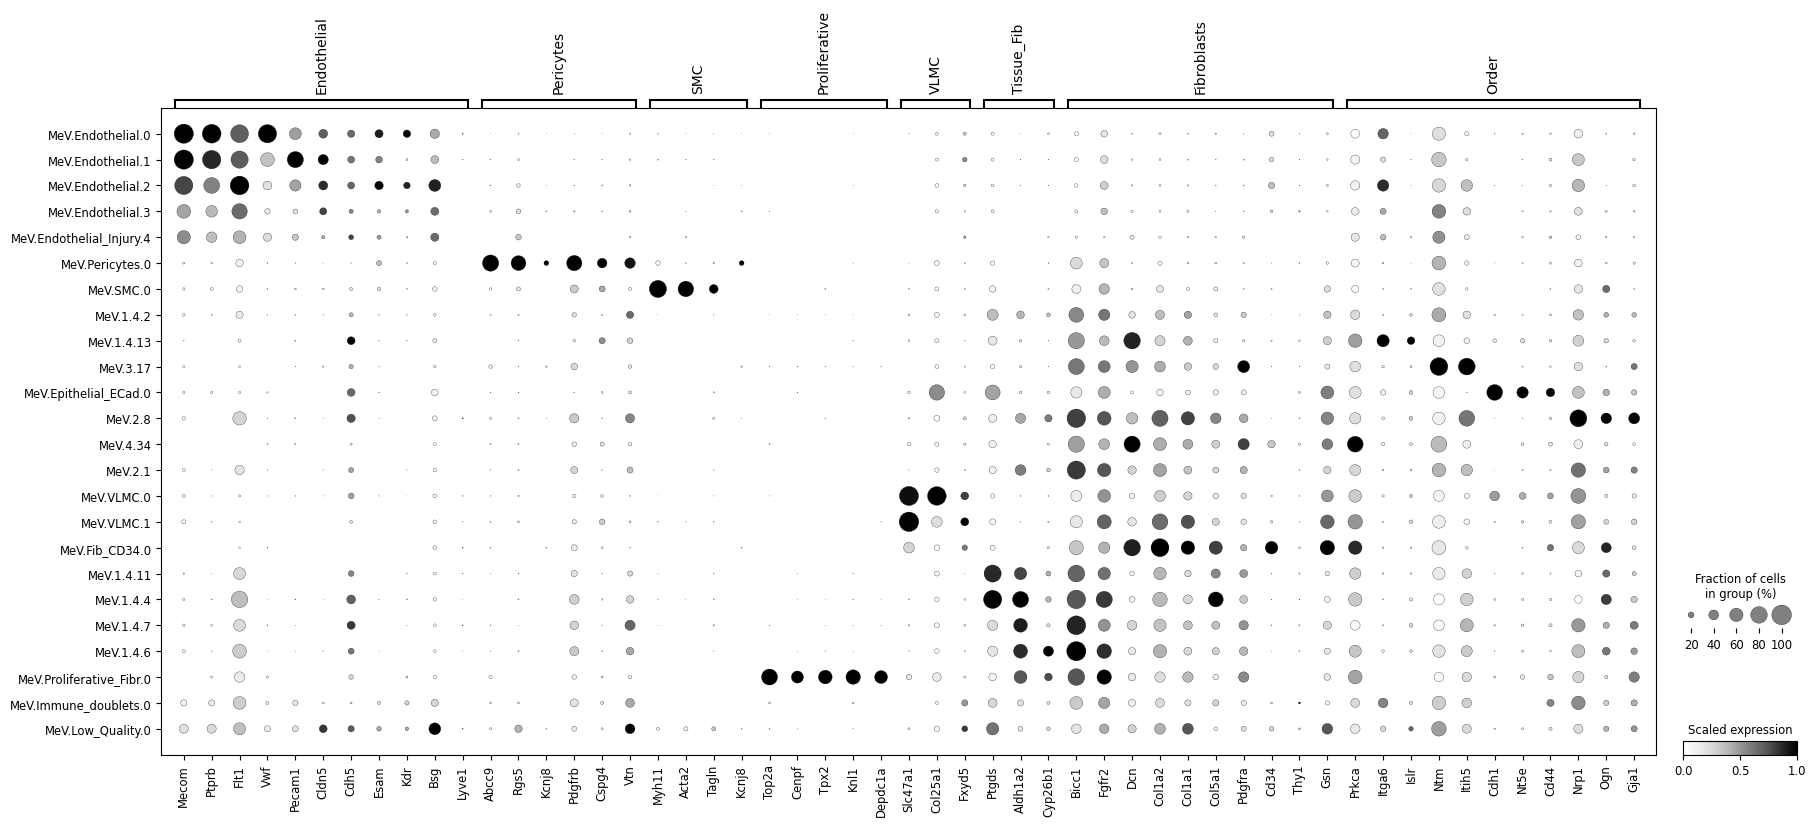 Endothelial
Pericytes
SMC
Proliferative
VLMC
Tissue_Fib
Fibroblasts
Order
MeV.Endothelial.0
MeV.Endothelial.1
MeV.Endothelial.2
MeV.Endothelial.3
MeV.Endothelial_Injury.4
MeV.Pericytes.0
MeV.SMC.0
MeV.1.4.2
MeV.1.4.13
MeV.3.17
MeV.Epithelial_ECad.0
MeV.2.8
MeV.4.34
MeV.2.1
MeV.VLMC.0
MeV.VLMC.1
MeV.Fib_CD34.0
MeV.1.4.11
MeV.1.4.4
MeV.1.4.7
MeV.1.4.6
MeV.Proliferative_Fibr.0
MeV.Immune_doublets.0
MeV.Low_Quality.0
Mecom
Ptprb
Flt1
Vwf
Pecam1
Cldn5
Cdh5
Esam
Kdr
Bsg
Lyve1
Abcc9
Rgs5
Kcnj8
Pdgfrb
Cspg4
Vtn
Myh11
Acta2
Tagln
Kcnj8
Top2a
Cenpf
Tpx2
Knl1
Depdc1a
Slc47a1
Col25a1
Fxyd5
Ptgds
Aldh1a2
Cyp26b1
Bicc1
Fgfr2
Dcn
Col1a2
Col1a1
Col5a1
Pdgfra
Cd34
Thy1
Gsn
Prkca
Itga6
Islr
Ntm
Itih5
Cdh1
Nt5e
Cd44
Nrp1
Ogn
Gja1
Fraction of cells
in group (%)
20 40 60 80 100
Scaled expression
0.0 0.5 1.0